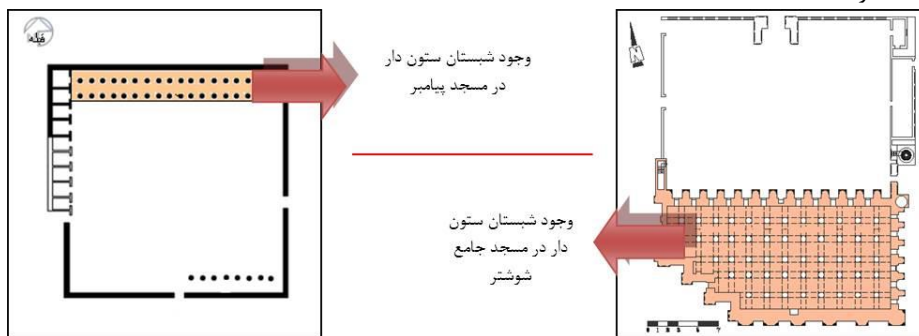 قبله
وجود شبستان ستون دار
در مسجد پیامبر
وجود شبستان ستون
دار در مسجد جامع
شوشتر
N